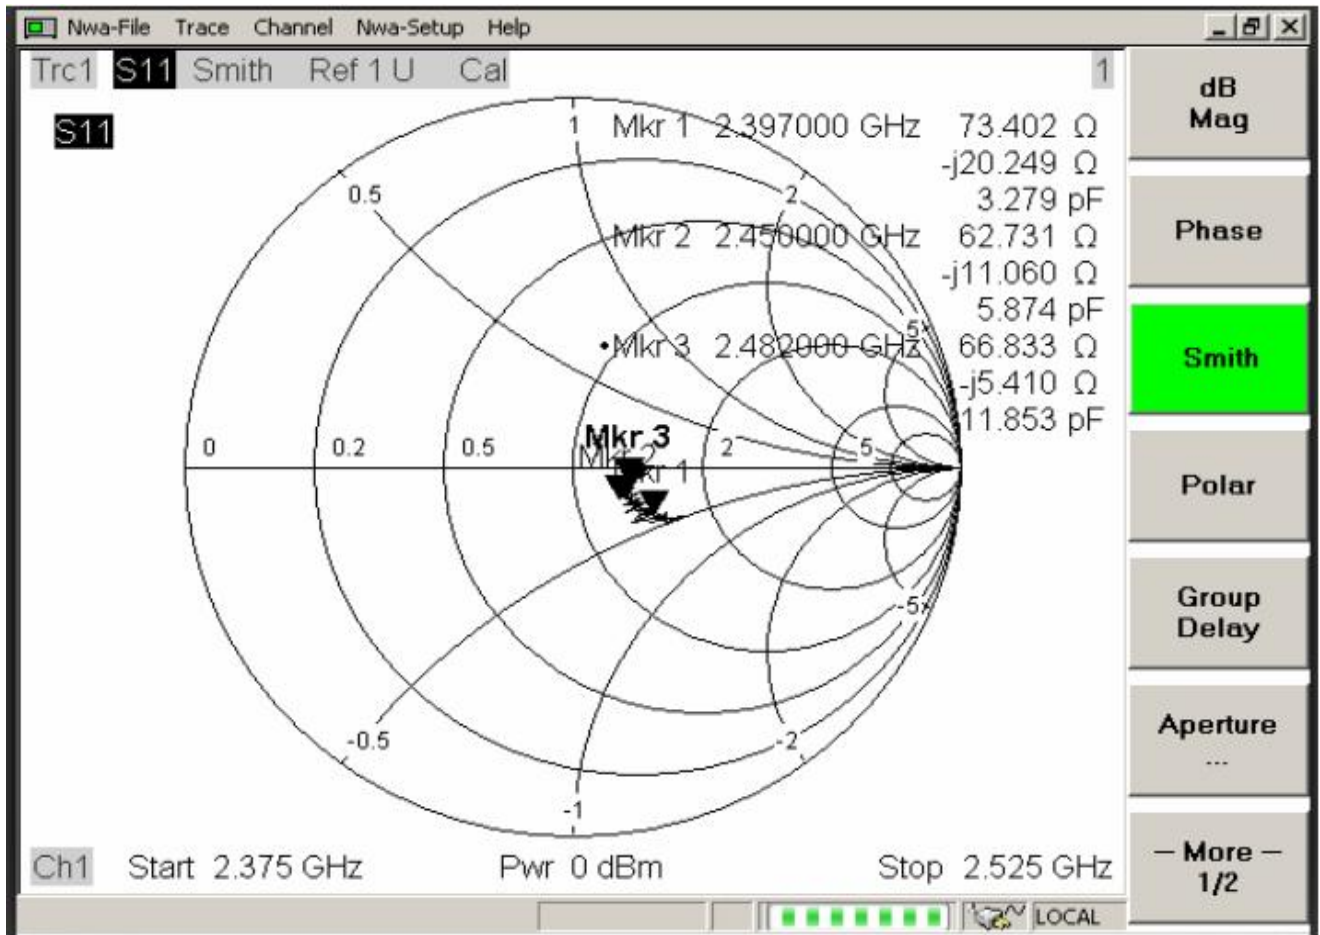 Nwa-File Trace Channel Nwa-Setup Help
Trc1 S11 Smith Ref 1 U Cal 1
S11
Mkr 1 2.397000 GHz 73.402 Ω
-j20.249 Ω
3.279 pF
Mkr 2 2.450000 GHz 62.731 Ω
-j11.060 Ω
5.874 pF
•Mkr 3 2.482000 GHz 66.833 Ω
-j5.410 Ω
11.853 pF
1
0.5
2
5
Mkr 3
Mkr 2
Mkr 1
0 0.2 0.5 2 5
-5
-0.5
-2
-1
Ch1 Start 2.375 GHz Pwr 0 dBm Stop 2.525 GHz
dB
Mag
Phase
Smith
Polar
Group
Delay
Aperture
...
— More —
1/2
LOCAL